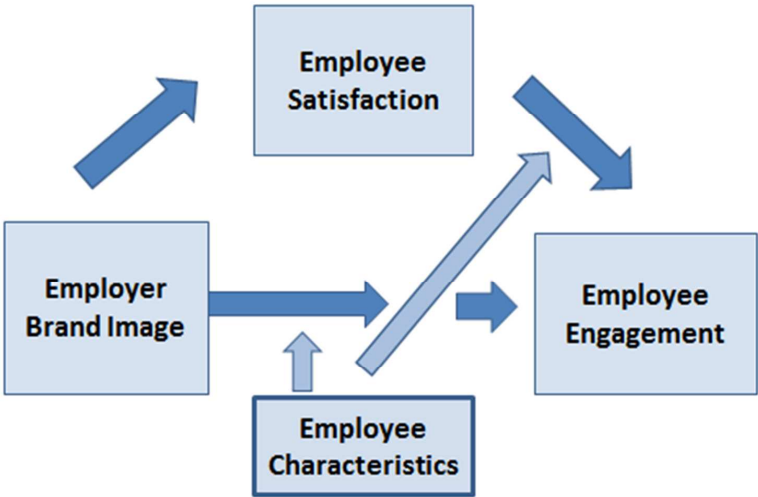 Employee
Satisfaction
Employer
Brand Image
Employee
Engagement
Employee
Characteristics